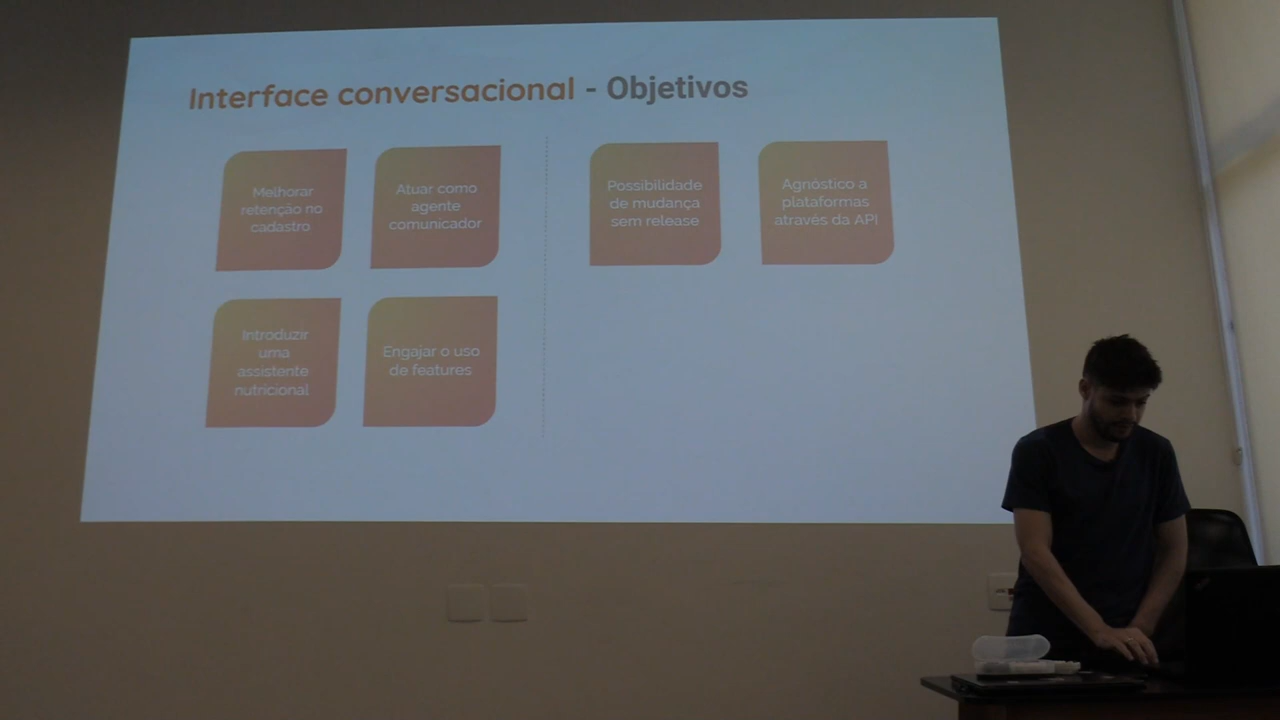 Interface conversacional - Objetivos
Melhorar
retenção no
cadastro
Atuar como
agente
comunicador
Possibilidade
de mudança
sem release
Agnóstico a
plataformas
através da API
Introduzir
uma
assistente
nutricional
Engajar o uso
de features